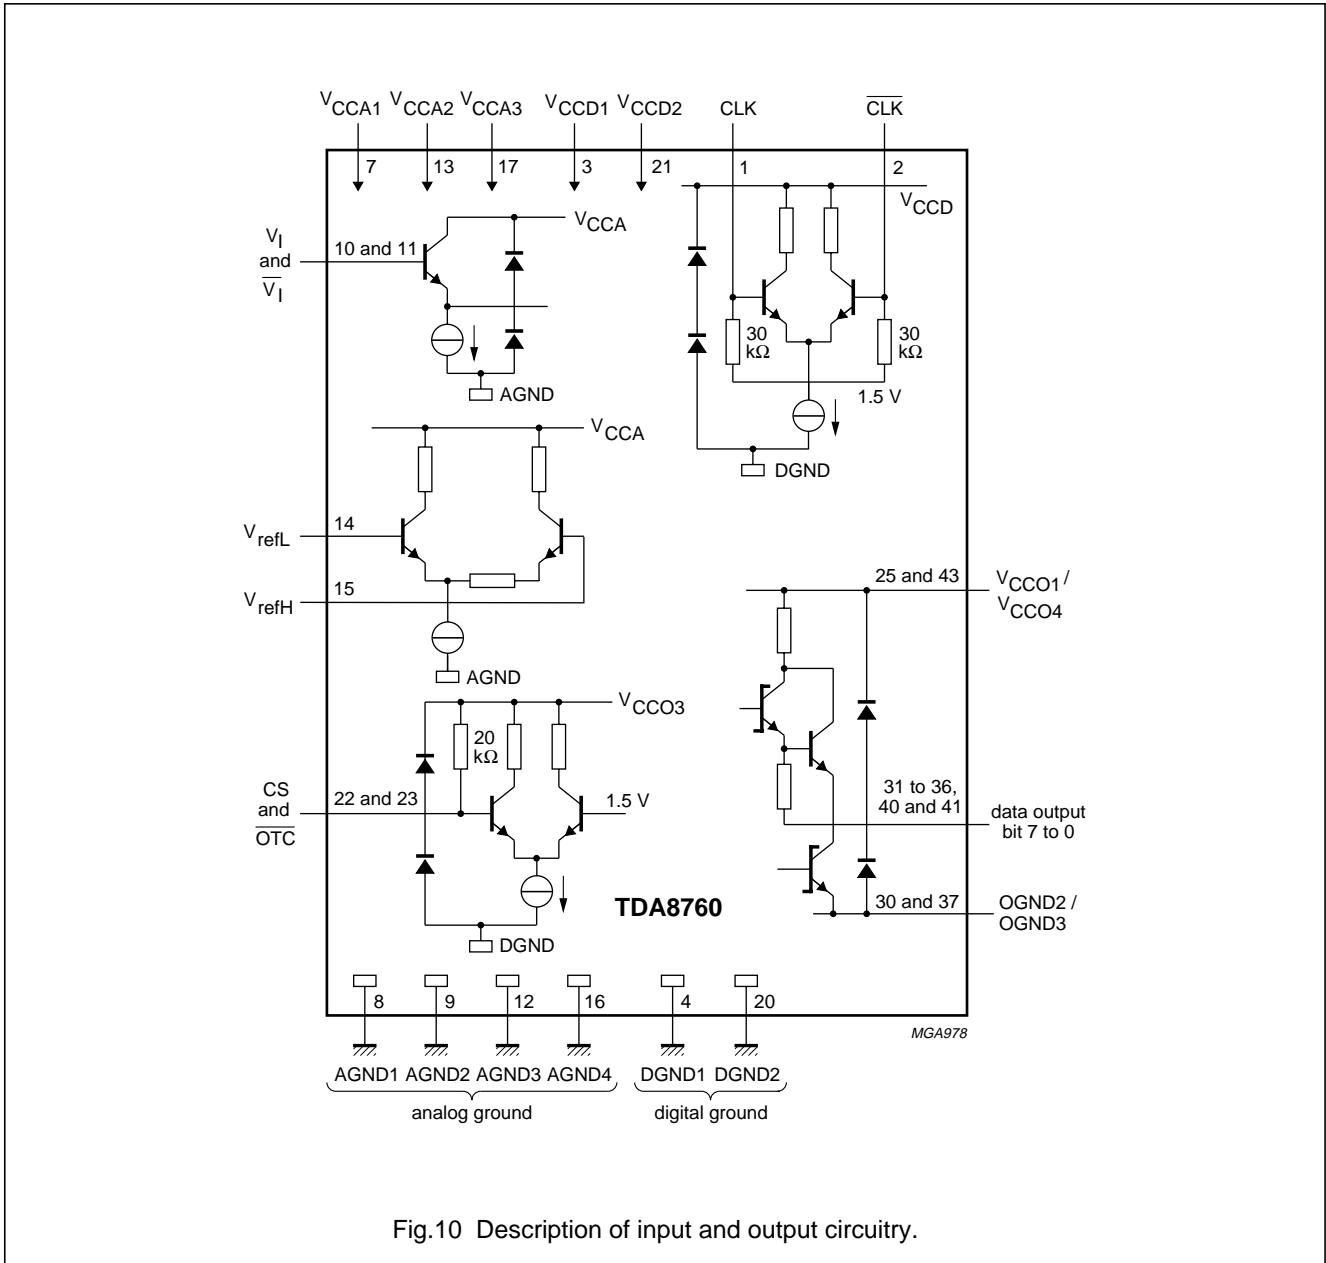 VCCA1 VCCA2 VCCA3 VCCD1 VCCD2 CLK CLK
7 13 17 3 21 1 2
VCCD
VCCA
VI
and
VI
10 and 11
30
kΩ
30
kΩ
1.5 V
AGND
DGND
VCCA
VrefL
14
VrefH
15
AGND
25 and 43
VCCO1 /
VCCO4
VCCO3
20
kΩ
CS
and
OTC
22 and 23
1.5 V
31 to 36,
40 and 41
data output
bit 7 to 0
30 and 37
OGND2 /
OGND3
TDA8760
DGND
8 9 12 16 4 20
MGA978
AGND1 AGND2 AGND3 AGND4 DGND1 DGND2
analog ground digital ground
Fig.10 Description of input and output circuitry.